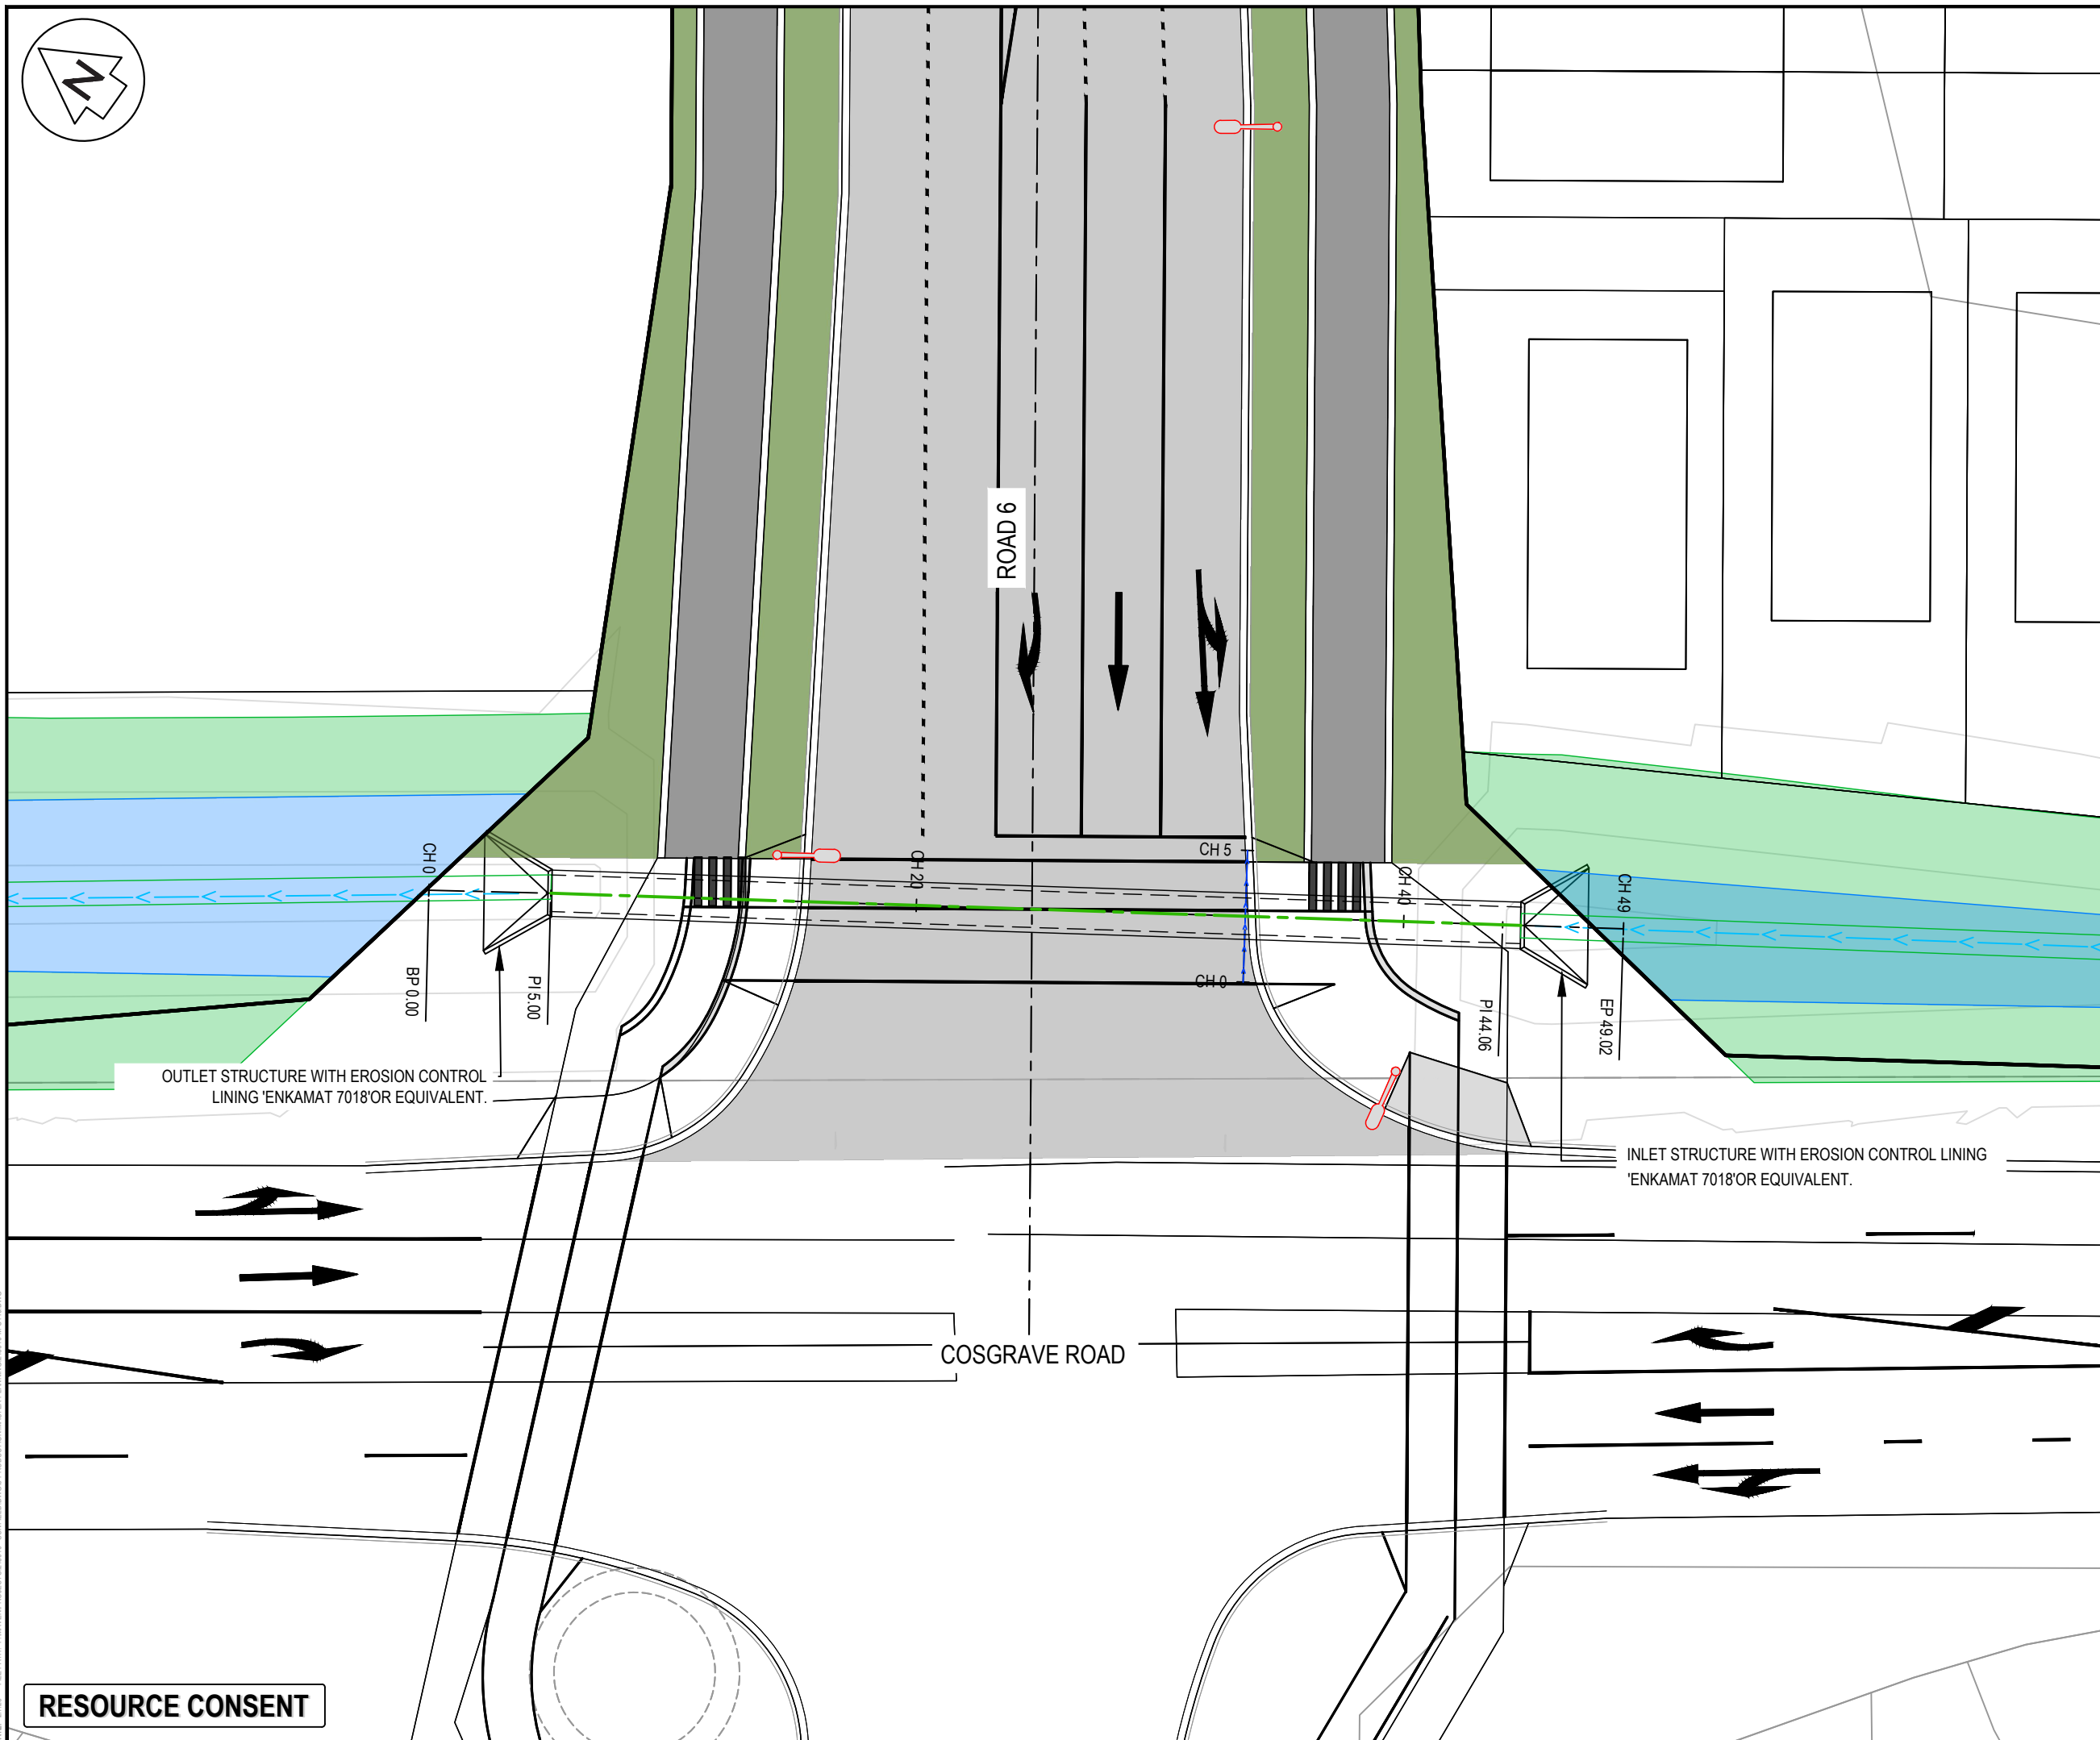 N
ROAD 6
CH 5
CH 0
CH 20
CH 40
CH 49
CH 0
BP 0.00
PI 5.00
PI 44.06
EP 49.02
OUTLET STRUCTURE WITH EROSION CONTROL
LINING 'ENKAMAT 7018'OR EQUIVALENT.
INLET STRUCTURE WITH EROSION CONTROL LINING
'ENKAMAT 7018'OR EQUIVALENT.
COSGRAVE ROAD
RESOURCE CONSENT